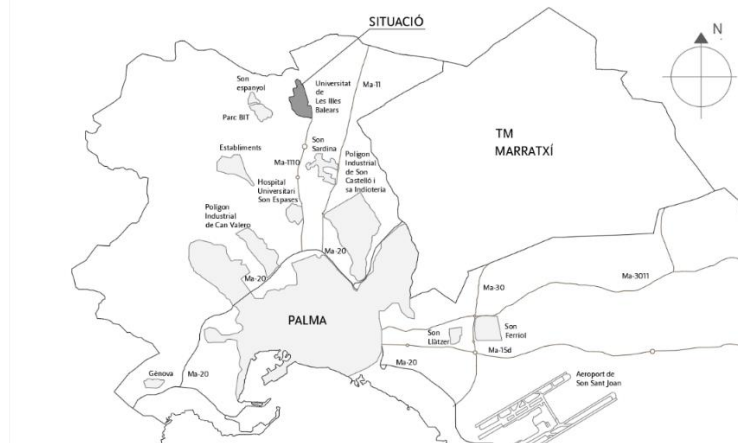 SITUACIÓ
N
Son
espanyol
Universitat
de
Les Illes
Balears
Ma-11
Parc BIT
TM
MARRATXÍ
Son
Sardina
Establiments
Ma-1110
Polígon
Industrial
de Son
Castelló i
sa Indioteria
Hospital
Universitari
Son Espases
Polígon
Industrial
de Can Valero
Ma-20
Ma-20
Ma-3011
Ma-30
PALMA
Son
Llàtzer
Son
Ferriol
Ma-15d
Ma-20
Ma-20
Gènova
Aeroport de
Son Sant Joan